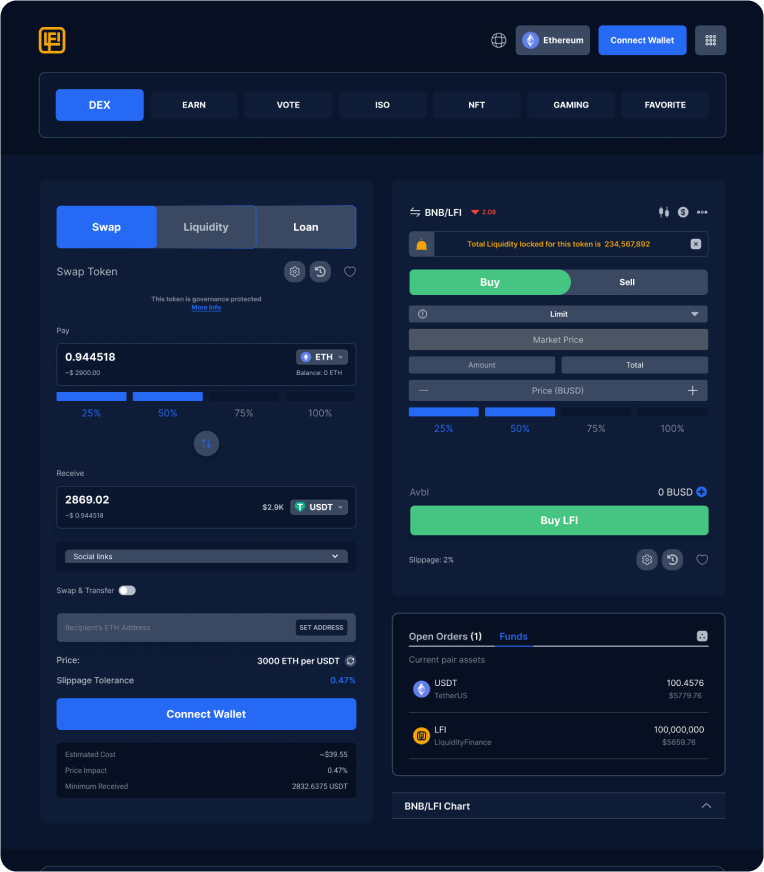 LFI
Ethereum
Connect Wallet
DEX
EARN
VOTE
ISO
NFT
GAMING
FAVORITE
Swap
Liquidity
Loan
Swap Token
This token is governance protected
More Info
Pay
0.944518
ETH
~$ 2900.00
Balance: 0 ETH
25%
50%
75%
100%
Receive
2869.02
$2.9K
USDT
~$ 0.944518
Social links
Swap & Transfer
Recipient's ETH Address
SET ADDRESS
Price:
3000 ETH per USDT
Slippage Tolerance
0.47%
Connect Wallet
Estimated Cost
~$39.55
Price Impact
0.47%
Minimum Received
2832.6375 USDT
BNB/LFI
2.08
Total Liquidity locked for this token is 234,567,892
Buy
Sell
Limit
Market Price
Amount
Total
Price (BUSD)
25%
50%
75%
100%
Avbl
0 BUSD
Buy LFI
Slippage: 2%
Open Orders (1)
Funds
Current pair assets
USDT
100.4576
TetherUS
$5779.76
LFI
100,000,000
LiquidityFinance
$5659.76
BNB/LFI Chart